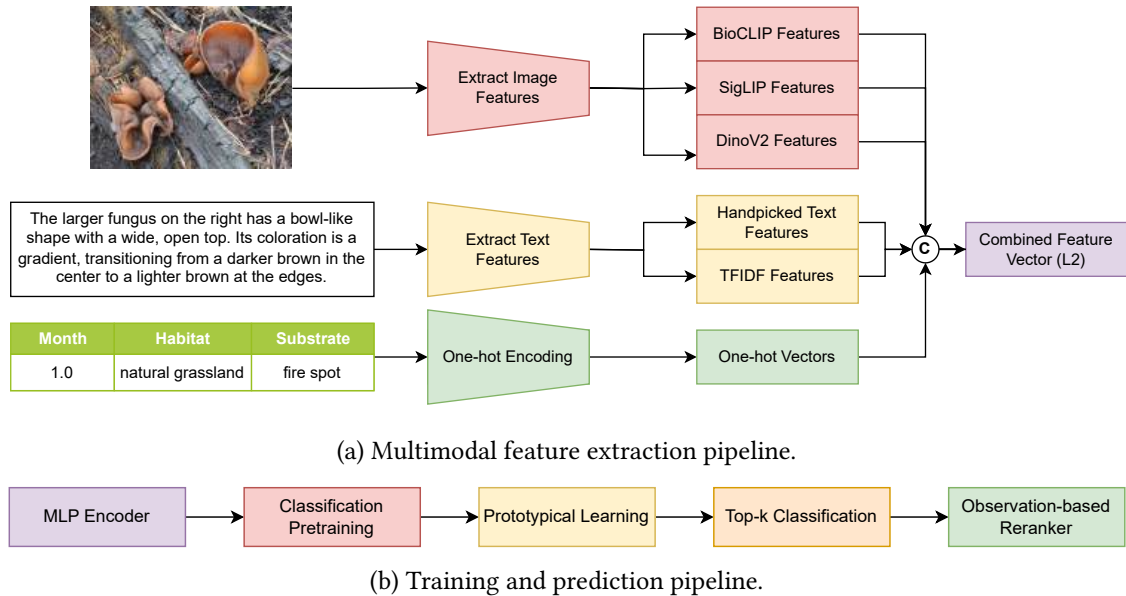 BioCLIP Features
Extract Image
Features
SigLIP Features
DinoV2 Features
The larger fungus on the right has a bowl-like
shape with a wide, open top. Its coloration is a
gradient, transitioning from a darker brown in the
center to a lighter brown at the edges.
Extract Text
Features
Handpicked Text
Features
TFIDF Features
C
Combined Feature
Vector (L2)
Month Habitat Substrate
1.0 natural grassland fire spot
One-hot Encoding
One-hot Vectors
(a) Multimodal feature extraction pipeline.
MLP Encoder
Classification
Pretraining
Prototypical Learning
Top-k Classification
Observation-based
Reranker
(b) Training and prediction pipeline.